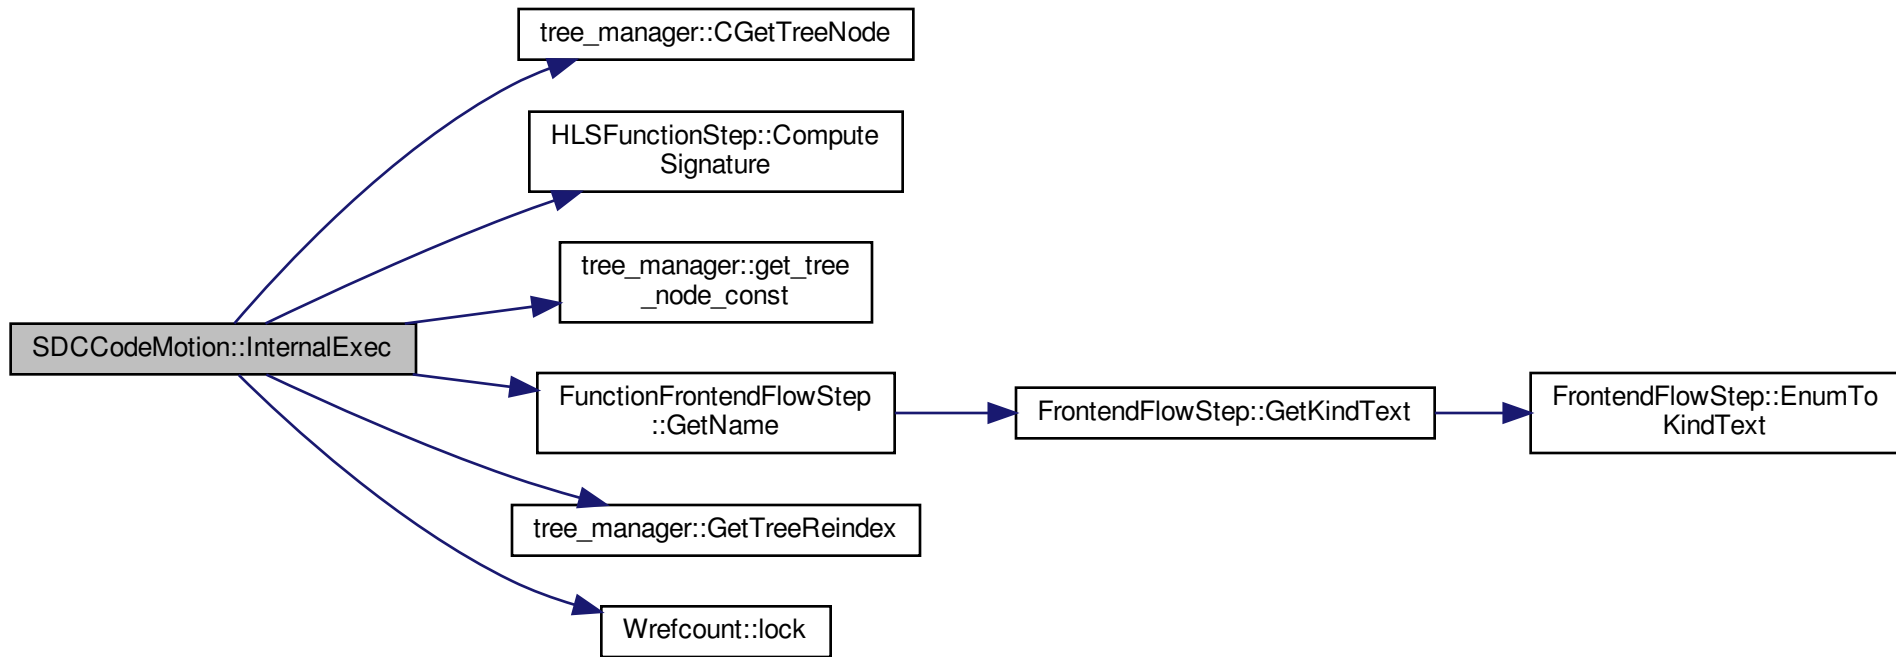 tree_manager::CGetTreeNode
HLSFunctionStep::Compute
Signature
tree_manager::get_tree
_node_const
SDCCodeMotion::InternalExec
FunctionFrontendFlowStep
::GetName
FrontendFlowStep::GetKindText
FrontendFlowStep::EnumTo
KindText
tree_manager::GetTreeReindex
Wrefcount::lock